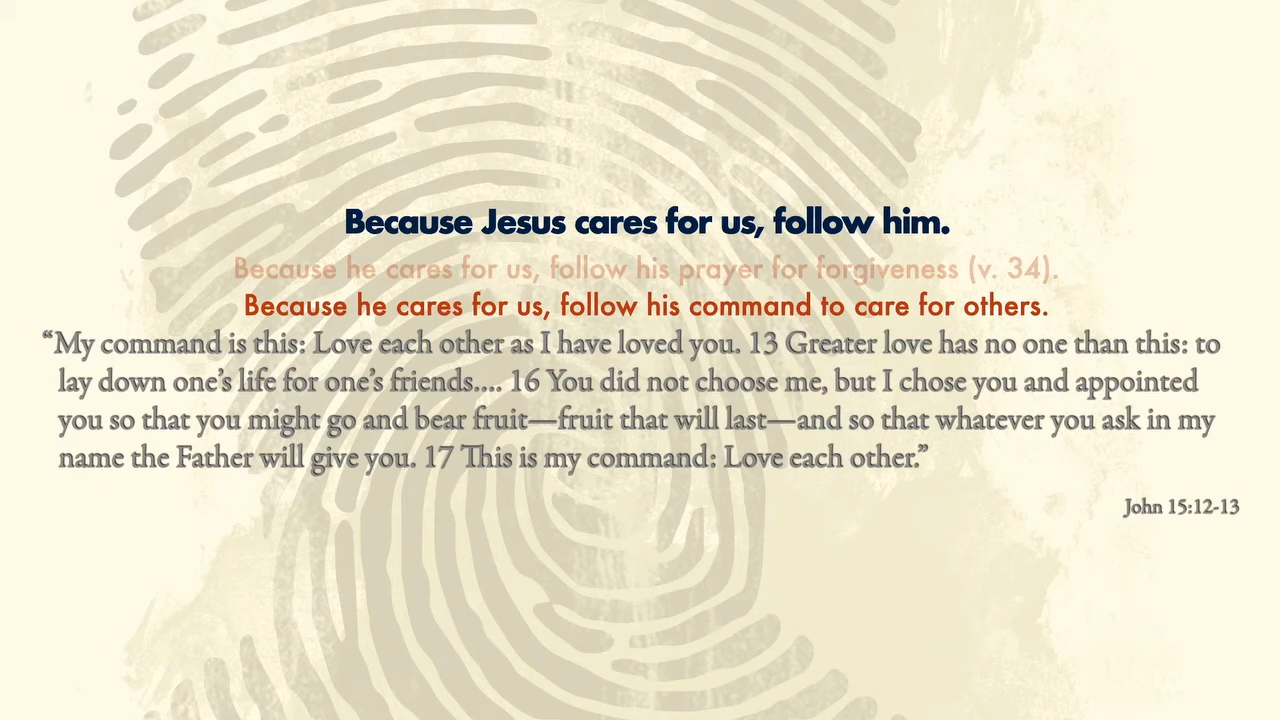 Because Jesus cares for us, follow him.
Because he cares for us, follow his prayer for forgiveness (v. 34).
Because he cares for us, follow his command to care for others.
“My command is this: Love each other as I have loved you. 13 Greater love has no one than this: to
lay down one’s life for one’s friends.... 16 You did not choose me, but I chose you and appointed
you so that you might go and bear fruit—fruit that will last—and so that whatever you ask in my
name the Father will give you. 17 This is my command: Love each other.”
John 15:12-13